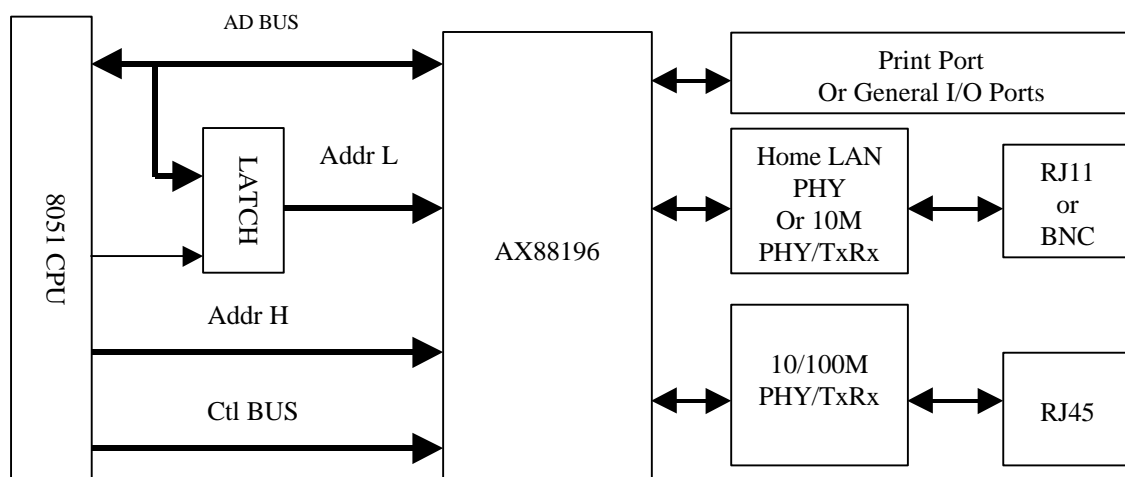 AD BUS
8051 CPU
LATCH
Addr L
Addr H
Ctl BUS
AX88196
Print Port
Or General I/O Ports
Home LAN
PHY
Or 10M
PHY/TxRx
RJ11
or
BNC
10/100M
PHY/TxRx
RJ45